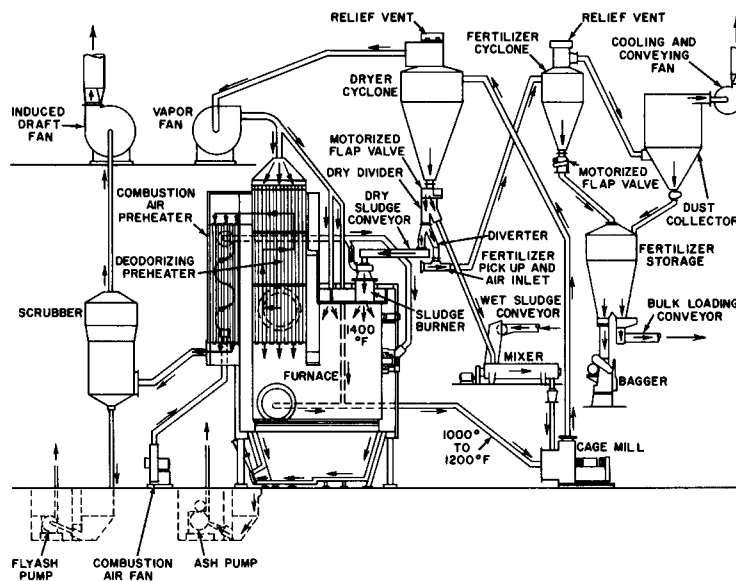 RELIEF VENT
FERTILIZER
CYCLONE
RELIEF VENT
COOLING AND
CONVEYING
FAN
DRYER
CYCLONE
INDUCED
DRAFT
FAN
VAPOR
FAN
MOTORIZED
FLAP VALVE
DRY DIVIDER
DRY
SLUDGE
CONVEYOR
MOTORIZED
FLAP VALVE
DUST
COLLECTOR
COMBUSTION
AIR
PREHEATER
DEODORIZING
PREHEATER
DIVERTER
FERTILIZER
PICK UP AND
AIR INLET
FERTILIZER
STORAGE
SCRUBBER
1400
°F
SLUDGE
BURNER
WET SLUDGE
CONVEYOR
BULK LOADING
CONVEYOR
MIXER
FURNACE
BAGGER
1000°
TO
1200°F
CAGE MILL
FLYASH
PUMP
COMBUSTION
AIR FAN
ASH PUMP